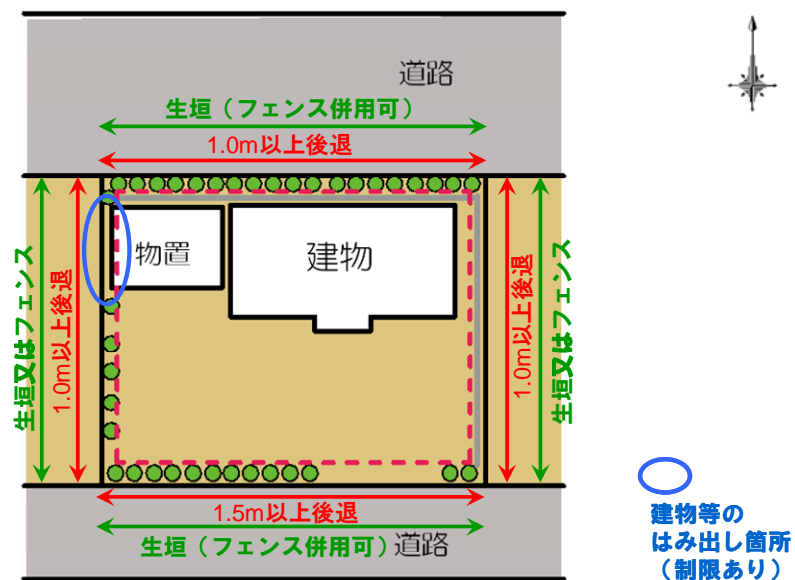 道路
生垣（フェンス併用可）
1.0m以上後退
生垣又はフェンス
1.0m以上後退
物置
建物
1.0m以上後退
生垣又はフェンス
1.5m以上後退
生垣（フェンス併用可）
道路
建物等の
はみ出し箇所
（制限あり）